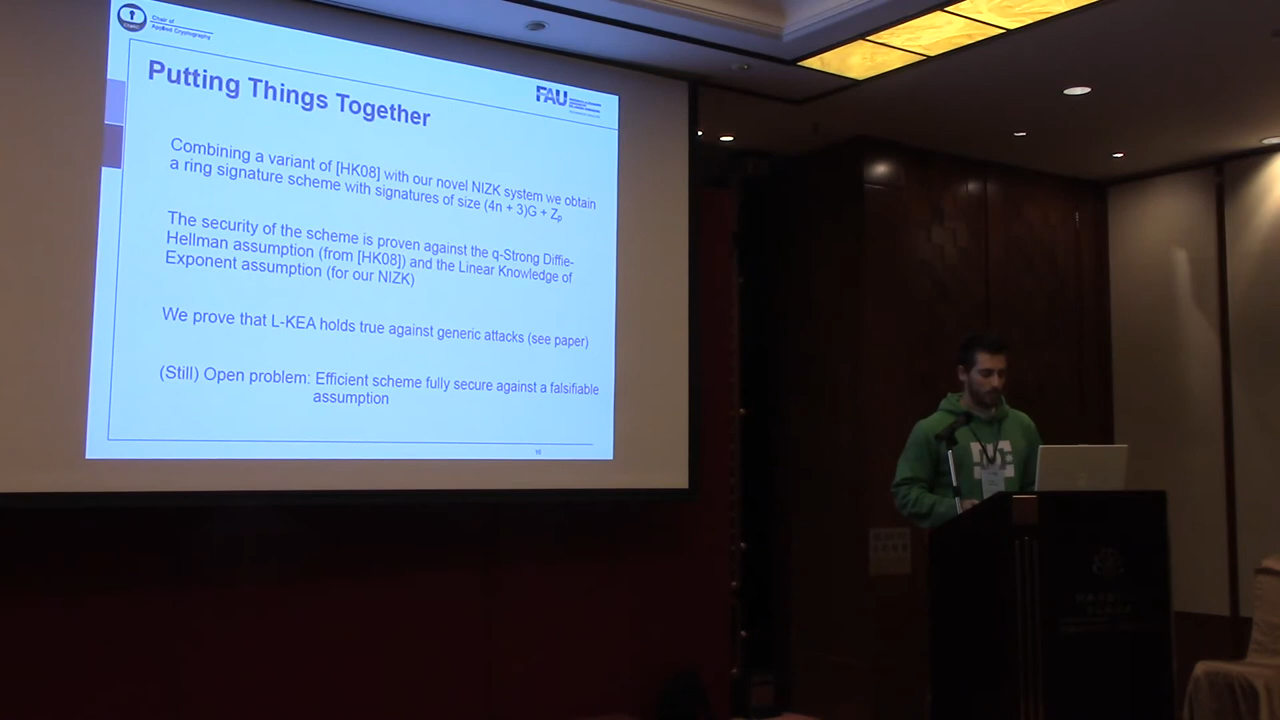 Chair of
Applied Cryptography
FAU
Putting Things Together
Combining a variant of [HK08] with our novel NIZK system we obtain
a ring signature scheme with signatures of size (4n + 3)G + Zp
The security of the scheme is proven against the q-Strong Diffie-
Hellman assumption (from [HK08]) and the Linear Knowledge of
Exponent assumption (for our NIZK)
We prove that L-KEA holds true against generic attacks (see paper)
(Still) Open problem: Efficient scheme fully secure against a falsifiable
assumption
16